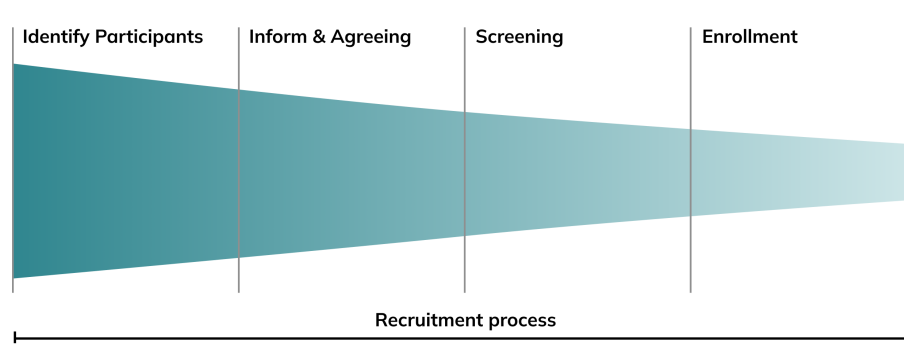 Identify Participants
Inform & Agreeing
Screening
Enrollment
Recruitment process